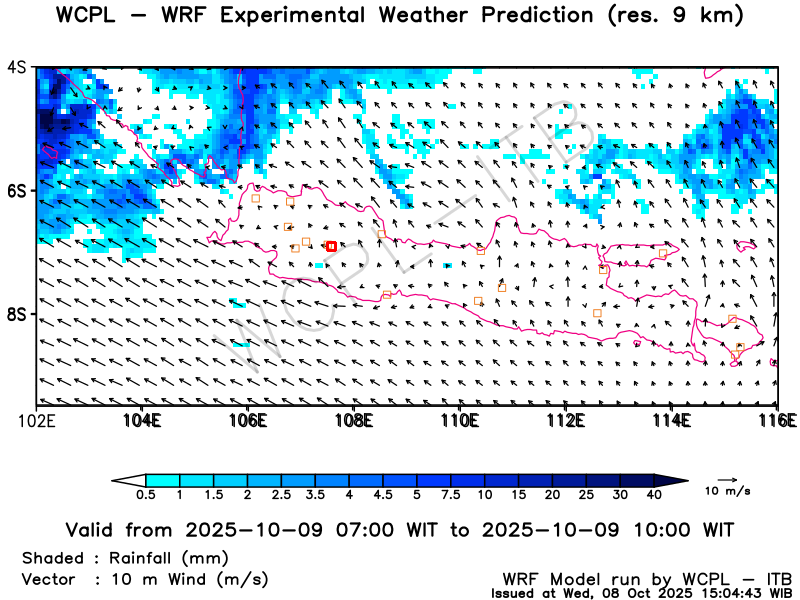 WCPL – WRF Experimental Weather Prediction (res. 9 km)
4S
6S
8S
WCPL–ITB
102E 104E 106E 108E 110E 112E 114E 116E
0.5 1 1.5 2 2.5 3.5 4 4.5 5 7.5 10 15 20 25 30 40
10 m/s
Valid from 2025-10-09 07:00 WIT to 2025-10-09 10:00 WIT
Shaded : Rainfall (mm)
Vector : 10 m Wind (m/s)
WRF Model run by WCPL – ITB
Issued at Wed, 08 Oct 2025 15:04:43 WIB